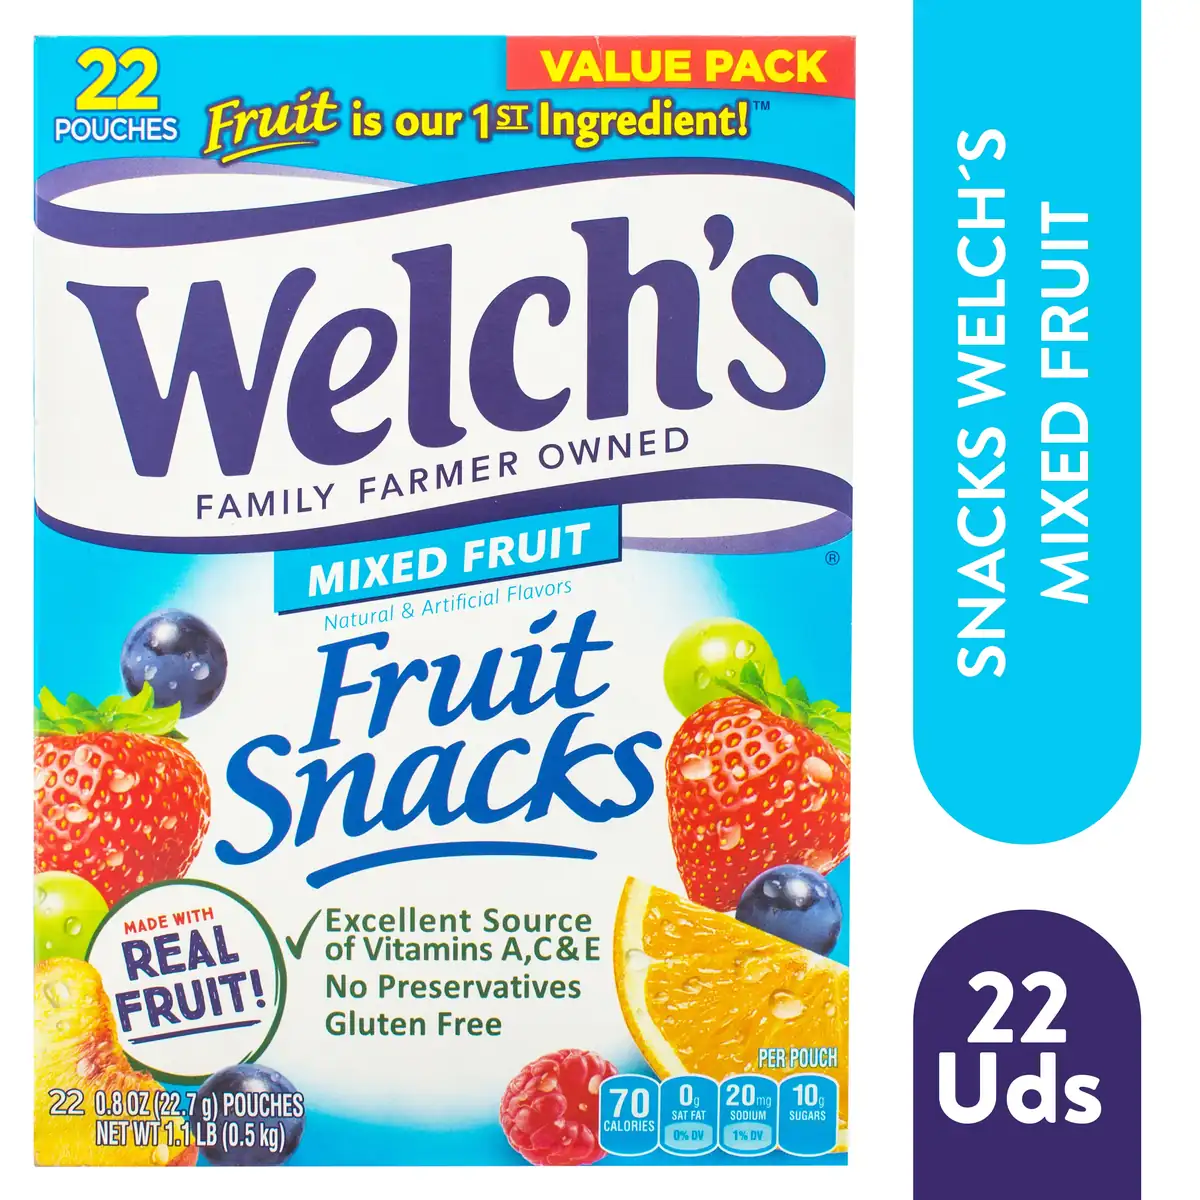 22
POUCHES
VALUE PACK
Fruit is our 1ST Ingredient!™
Welch's
FAMILY FARMER OWNED
®
MIXED FRUIT
Natural & Artificial Flavors
Fruit
Snacks
MADE WITH
REAL
FRUIT!
✓Excellent Source
of Vitamins A,C&E
No Preservatives
Gluten Free
22 0.8 OZ (22.7 g) POUCHES
NET WT 1.1 LB (0.5 kg)
PER POUCH
70
CALORIES
0g
SAT FAT
0% DV
20mg
SODIUM
1% DV
10g
SUGARS
SNACKS WELCH´S
MIXED FRUIT
22
Uds